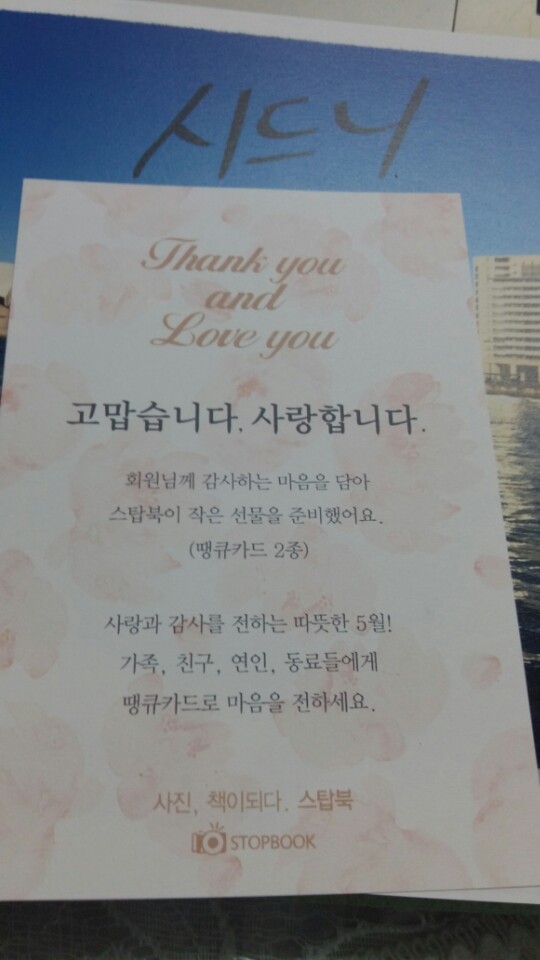 시드니
Thank you
and
Love you
고맙습니다. 사랑합니다.
회원님께 감사하는 마음을 담아
스탑북이 작은 선물을 준비했어요.
(땡큐카드 2종)
사랑과 감사를 전하는 따뜻한 5월!
가족, 친구, 연인, 동료들에게
땡큐카드로 마음을 전하세요.
사진, 책이되다. 스탑북
STOPBOOK